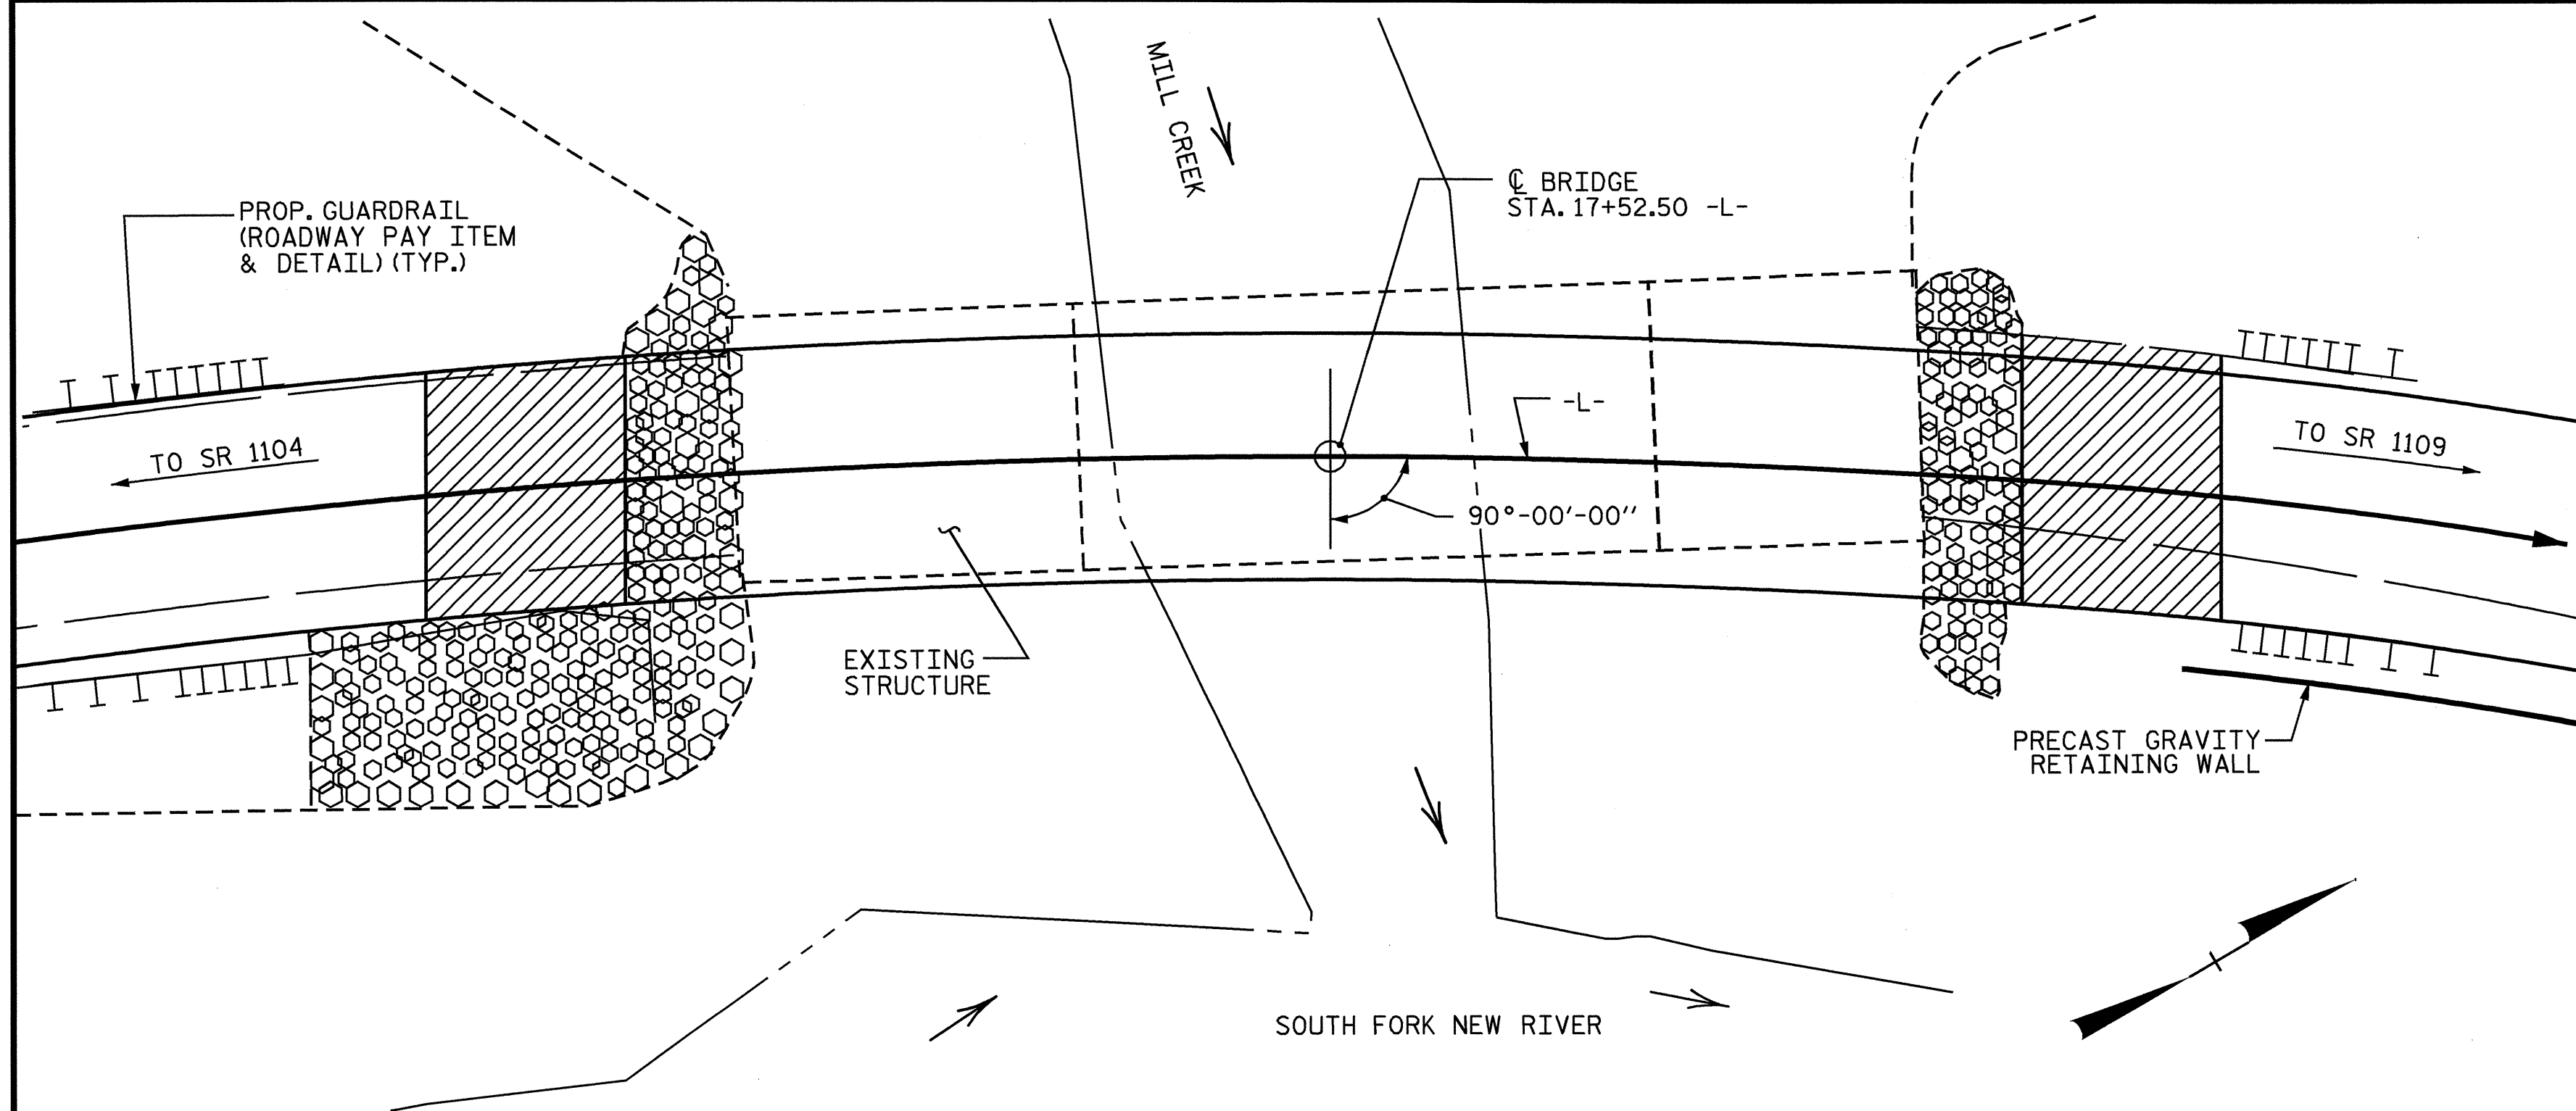 MILL CREEK
℄ BRIDGE
STA. 17+52.50 -L-
PROP. GUARDRAIL
(ROADWAY PAY ITEM
& DETAIL) (TYP.)
-L-
TO SR 1104
TO SR 1109
90°-00'-00''
EXISTING
STRUCTURE
PRECAST GRAVITY
RETAINING WALL
SOUTH FORK NEW RIVER